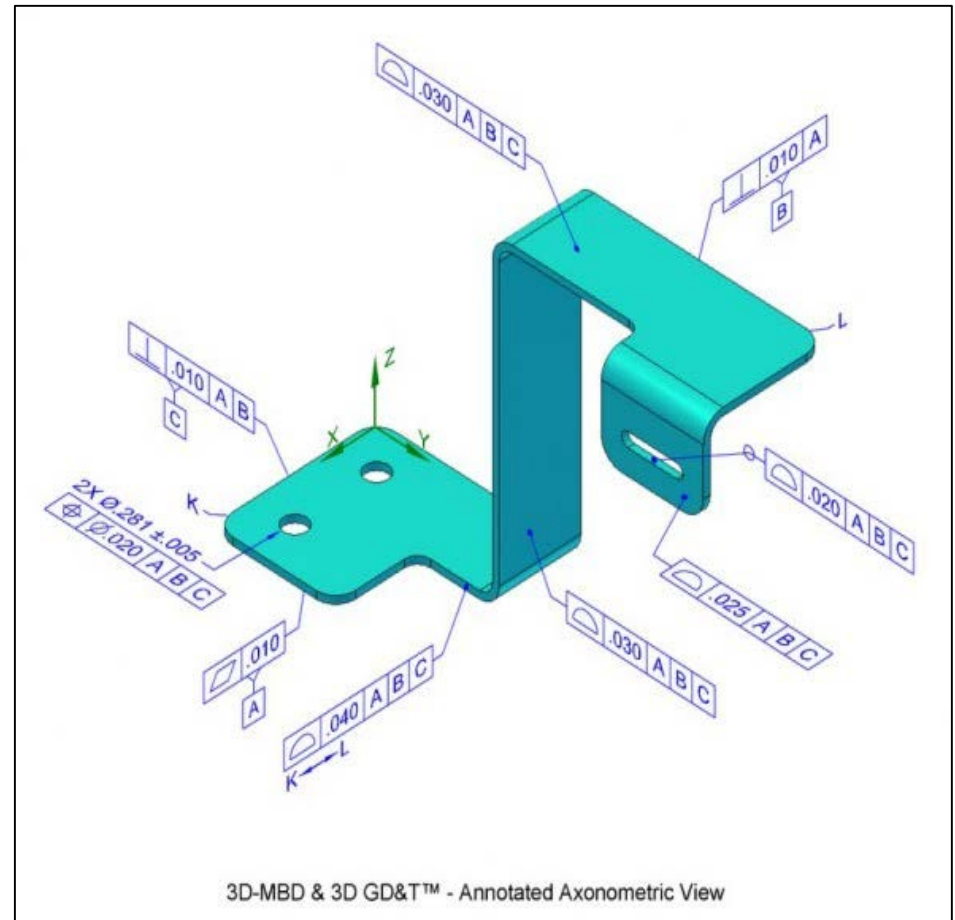 ⌓ .030 A B C
⟂ .010 A
B
L
⟂ .010 A B
C
Z
X
Y
K
2X Ø.281 ±.005
⌖ Ø.020 A B C
⌓ .020 A B C
⌓ .025 A B C
⏥ .010
A
⌓ .030 A B C
⌓ .040 A B C
K ↔ L
3D-MBD & 3D GD&T™ - Annotated Axonometric View